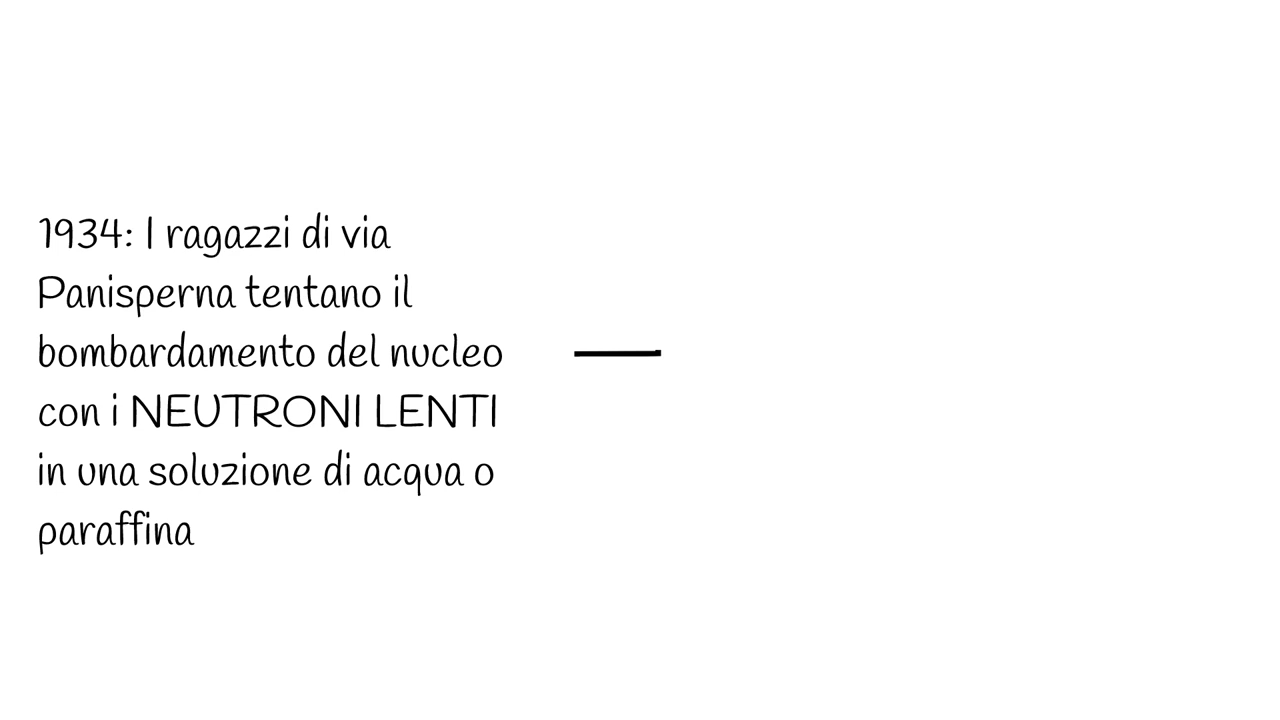 1934: I ragazzi di via
Panisperna tentano il
bombardamento del nucleo
con i NEUTRONI LENTI
in una soluzione di acqua o
paraffina